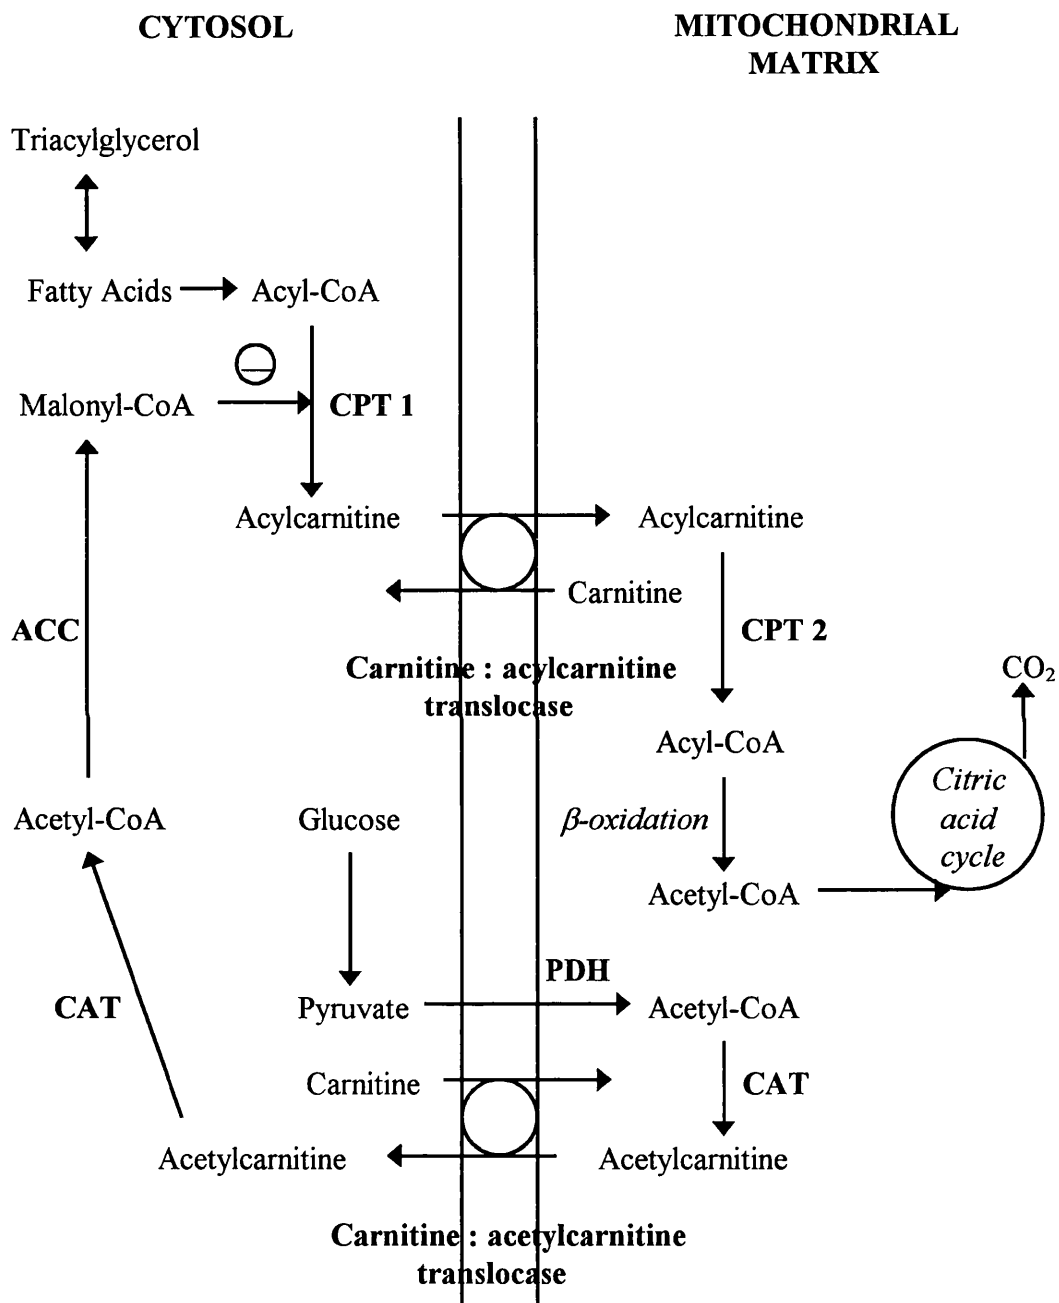 CYTOSOL
MITOCHONDRIAL
MATRIX
Triacylglycerol
Fatty Acids
Acyl-CoA
Malonyl-CoA
CPT 1
Acylcarnitine
Acylcarnitine
Carnitine
ACC
CPT 2
Carnitine : acylcarnitine
translocase
CO₂
Acyl-CoA
Citric
acid
cycle
Acetyl-CoA
Glucose
β-oxidation
Acetyl-CoA
PDH
CAT
Pyruvate
Acetyl-CoA
Carnitine
CAT
Acetylcarnitine
Acetylcarnitine
Carnitine : acetylcarnitine
translocase